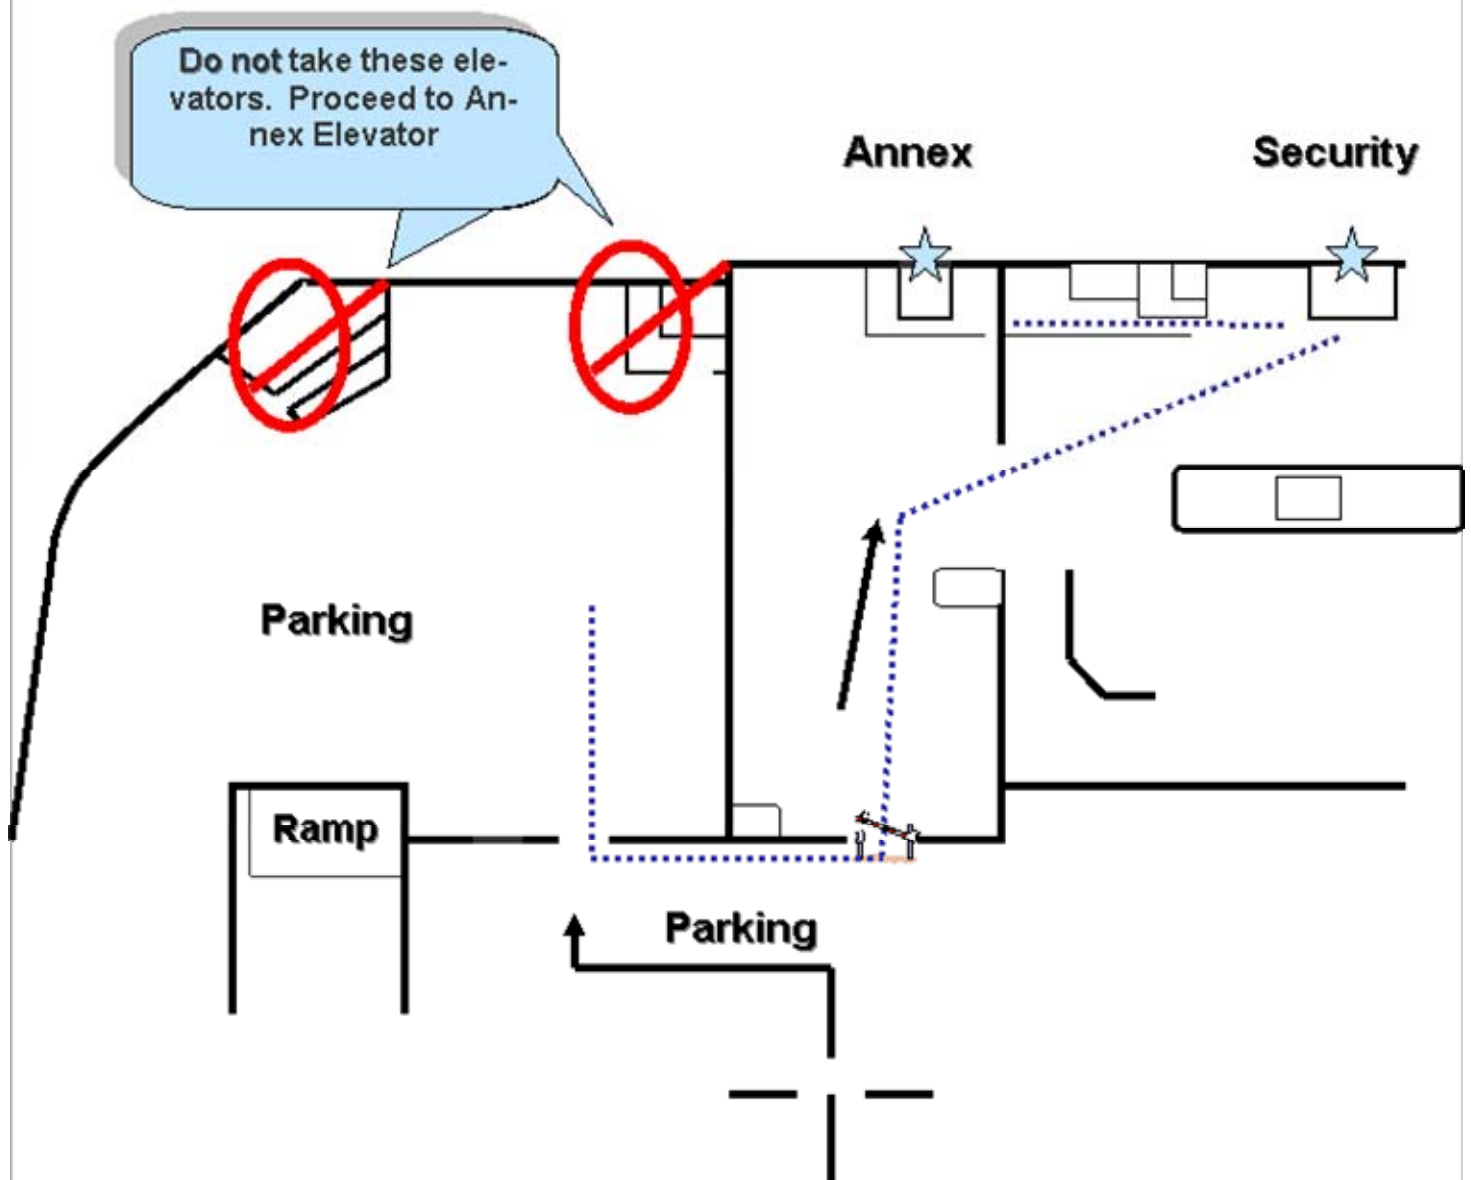 Do not take these ele-
vators. Proceed to An-
nex Elevator
Annex
Security
Parking
Ramp
Parking